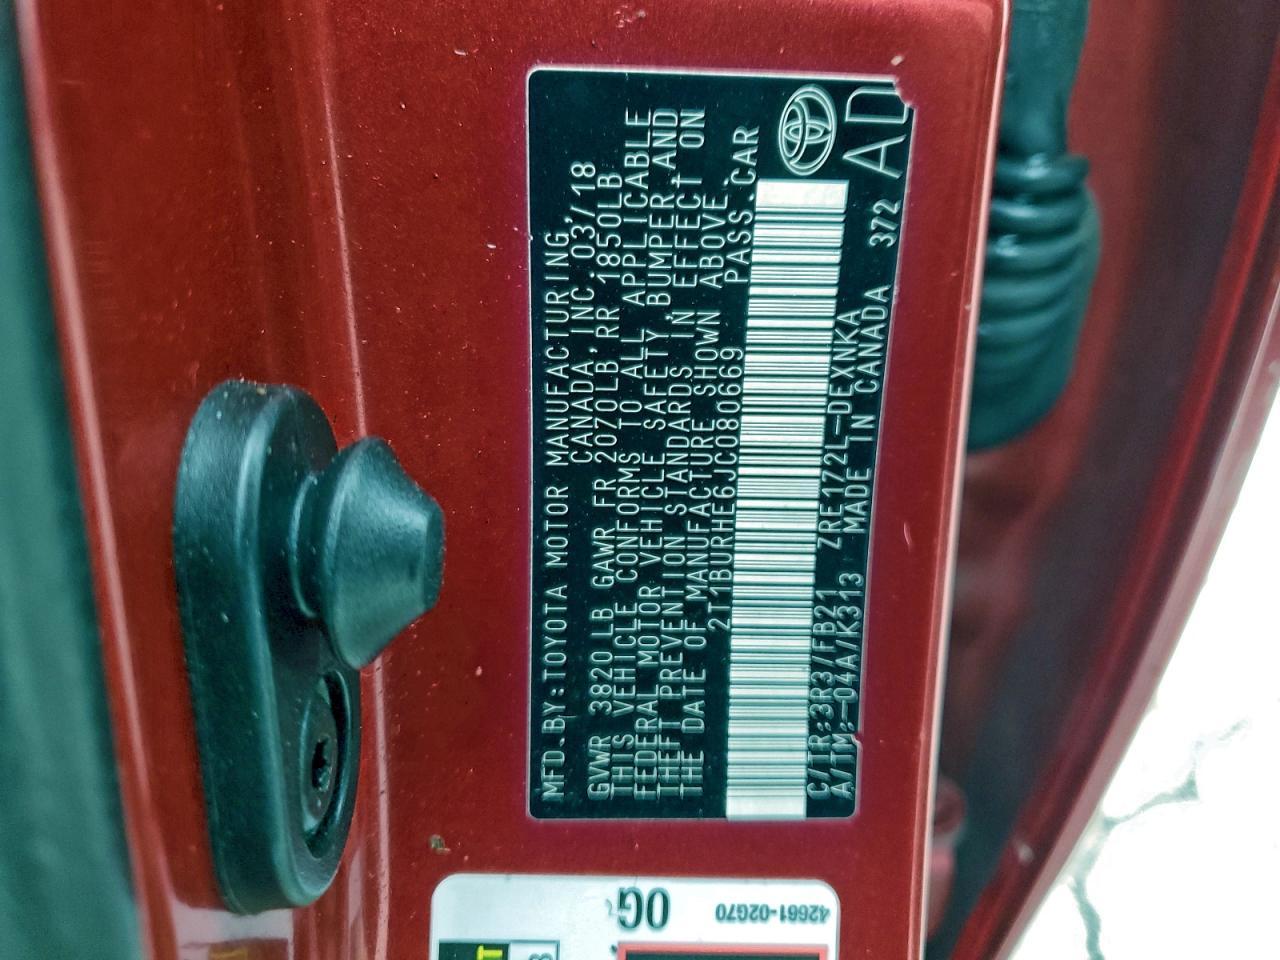 MFD.BY:TOYOTA MOTOR MANUFACTURING,
CANADA,INC. 03/18
GVWR 3820LB GAWR FR 2070LB,RR 1850LB
THIS VEHICLE CONFORMS TO ALL APPLICABLE
FEDERAL MOTOR VEHICLE SAFETY,BUMPER,AND
THEFT PREVENTION STANDARDS IN EFFECT ON
THE DATE OF MANUFACTURE SHOWN ABOVE.
2T1BURHE6JC080669 PASS.CAR
C/TR:3R3/FB21 ZRE172L-DEXNKA
A/TM:-04A/K313 MADE IN CANADA 372
AD
0G
42661-02G70